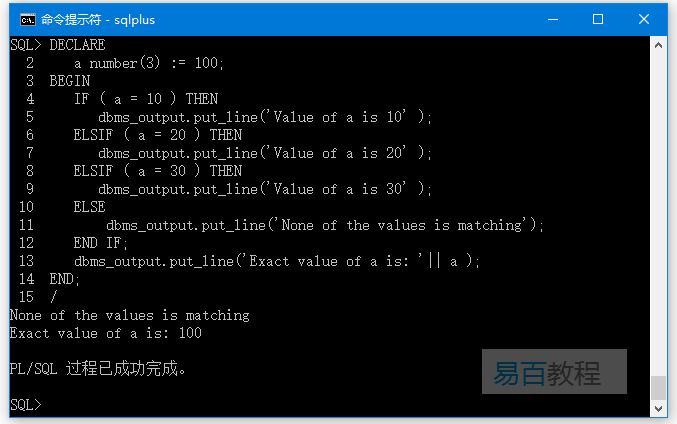 命令提示符 - sqlplus
SQL> DECLARE
  2     a number(3) := 100;
  3  BEGIN
  4     IF ( a = 10 ) THEN
  5        dbms_output.put_line('Value of a is 10' );
  6     ELSIF ( a = 20 ) THEN
  7        dbms_output.put_line('Value of a is 20' );
  8     ELSIF ( a = 30 ) THEN
  9        dbms_output.put_line('Value of a is 30' );
 10     ELSE
 11         dbms_output.put_line('None of the values is matching');
 12     END IF;
 13     dbms_output.put_line('Exact value of a is: '|| a );
 14  END;
 15  /
None of the values is matching
Exact value of a is: 100
PL/SQL 过程已成功完成。
易百教程
SQL>